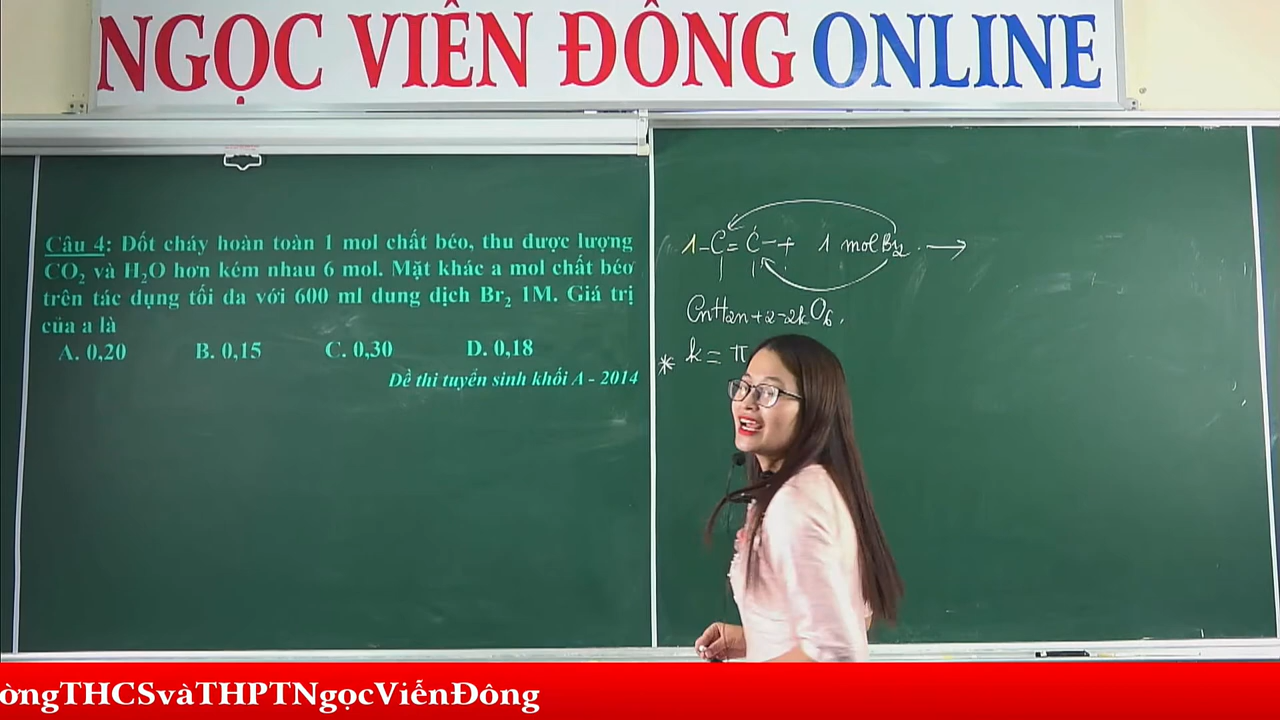 NGỌC VIỄN ĐÔNG ONLINE
Câu 4: Đốt cháy hoàn toàn 1 mol chất béo, thu được lượng
CO₂ và H₂O hơn kém nhau 6 mol. Mặt khác a mol chất béo
trên tác dụng tối đa với 600 ml dung dịch Br₂ 1M. Giá trị
của a là
A. 0,20 B. 0,15 C. 0,30 D. 0,18
Đề thi tuyển sinh khối A - 2014
1 -C = C- + 1 mol Br₂ →
CnH2n+2-2kO6.
* k = π
ờngTHCSvàTHPTNgọcViễnĐông